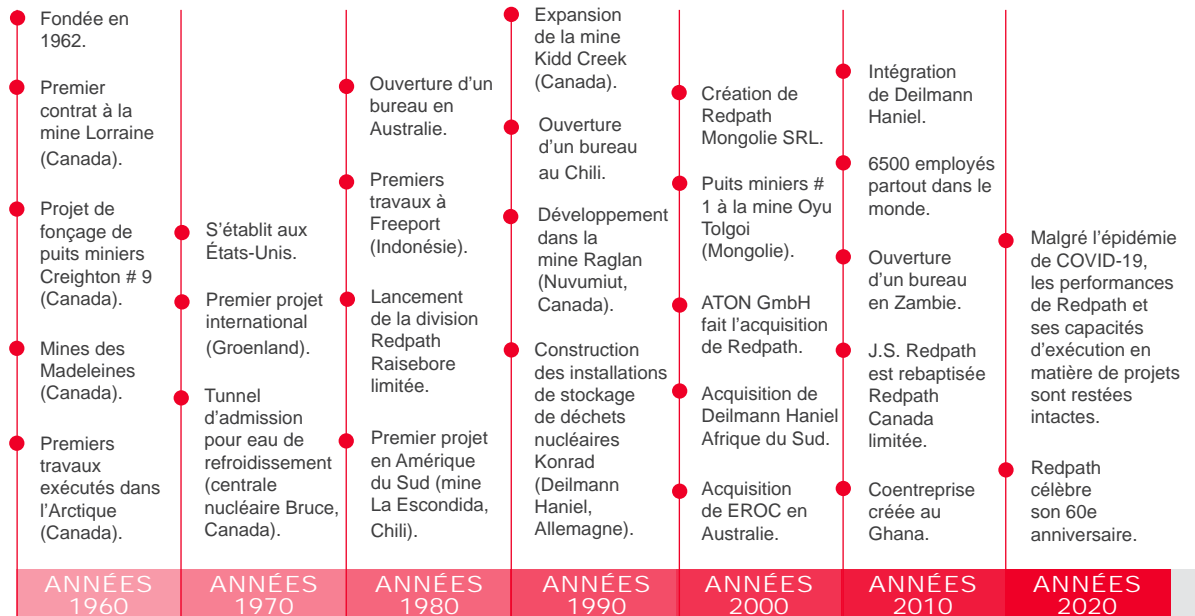 Fondée en
1962.
Premier
contrat à la
mine Lorraine
(Canada).
Projet de
fonçage de
puits miniers
Creighton # 9
(Canada).
Mines des
Madeleines
(Canada).
Premiers
travaux
exécutés dans
l’Arctique
(Canada).
ANNÉES
1960
S’établit aux
États-Unis.
Premier projet
international
(Groenland).
Tunnel
d’admission
pour eau de
refroidissement
(centrale
nucléaire Bruce,
Canada).
ANNÉES
1970
Ouverture d’un
bureau en
Australie.
Premiers
travaux à
Freeport
(Indonésie).
Lancement
de la division
Redpath
Raisebore
limitée.
Premier projet
en Amérique
du Sud (mine
La Escondida,
Chili).
ANNÉES
1980
Expansion
de la mine
Kidd Creek
(Canada).
Ouverture
d’un bureau
au Chili.
Développement
dans la
mine Raglan
(Nuvumiut,
Canada).
Construction
des installations
de stockage
de déchets
nucléaires
Konrad
(Deilmann
Haniel,
Allemagne).
ANNÉES
1990
Création de
Redpath
Mongolie SRL.
Puits miniers #
1 à la mine Oyu
Tolgoi
(Mongolie).
ATON GmbH
fait l’acquisition
de Redpath.
Acquisition de
Deilmann Haniel
Afrique du Sud.
Acquisition
de EROC en
Australie.
ANNÉES
2000
Intégration
de Deilmann
Haniel.
6500 employés
partout dans le
monde.
Ouverture
d’un bureau
en Zambie.
J.S. Redpath
est rebaptisée
Redpath
Canada
limitée.
Coentreprise
créée au
Ghana.
ANNÉES
2010
Malgré l’épidémie
de COVID-19,
les performances
de Redpath et
ses capacités
d’exécution en
matière de projets
sont restées
intactes.
Redpath
célèbre
son 60e
anniversaire.
ANNÉES
2020